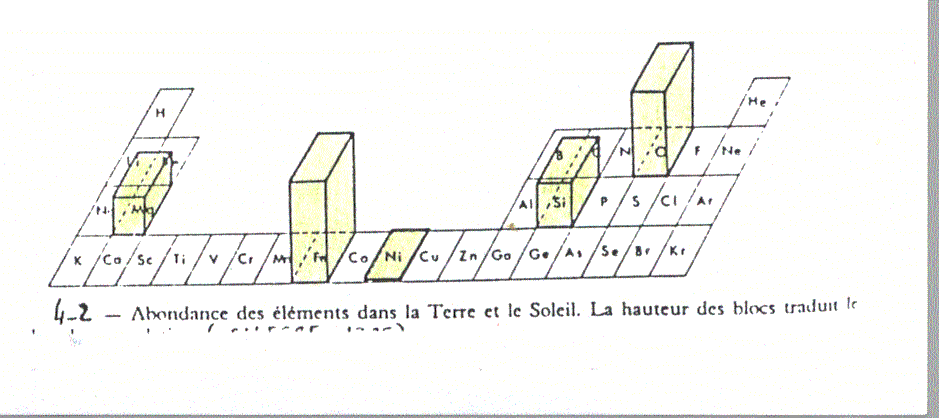 H
He
B C N O F Ne
Mg
Al Si P S Cl Ar
K Ca Sc Ti V Cr Mn Fe Co Ni Cu Zn Ga Ge As Se Br Kr
4-2 — Abondance des éléments dans la Terre et le Soleil. La hauteur des blocs traduit le